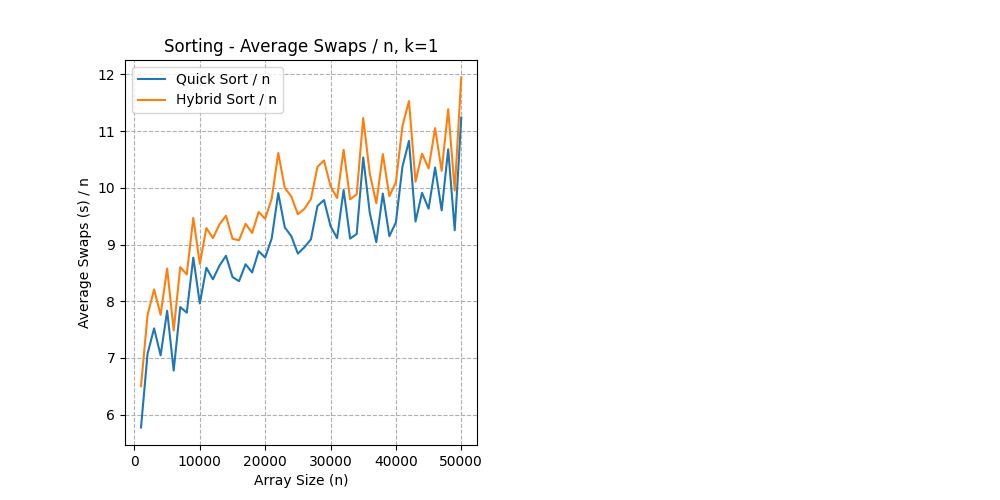 Sorting - Average Swaps / n, k=1
Quick Sort / n
Hybrid Sort / n
Average Swaps (s) / n
12
11
10
9
8
7
6
0 10000 20000 30000 40000 50000
Array Size (n)